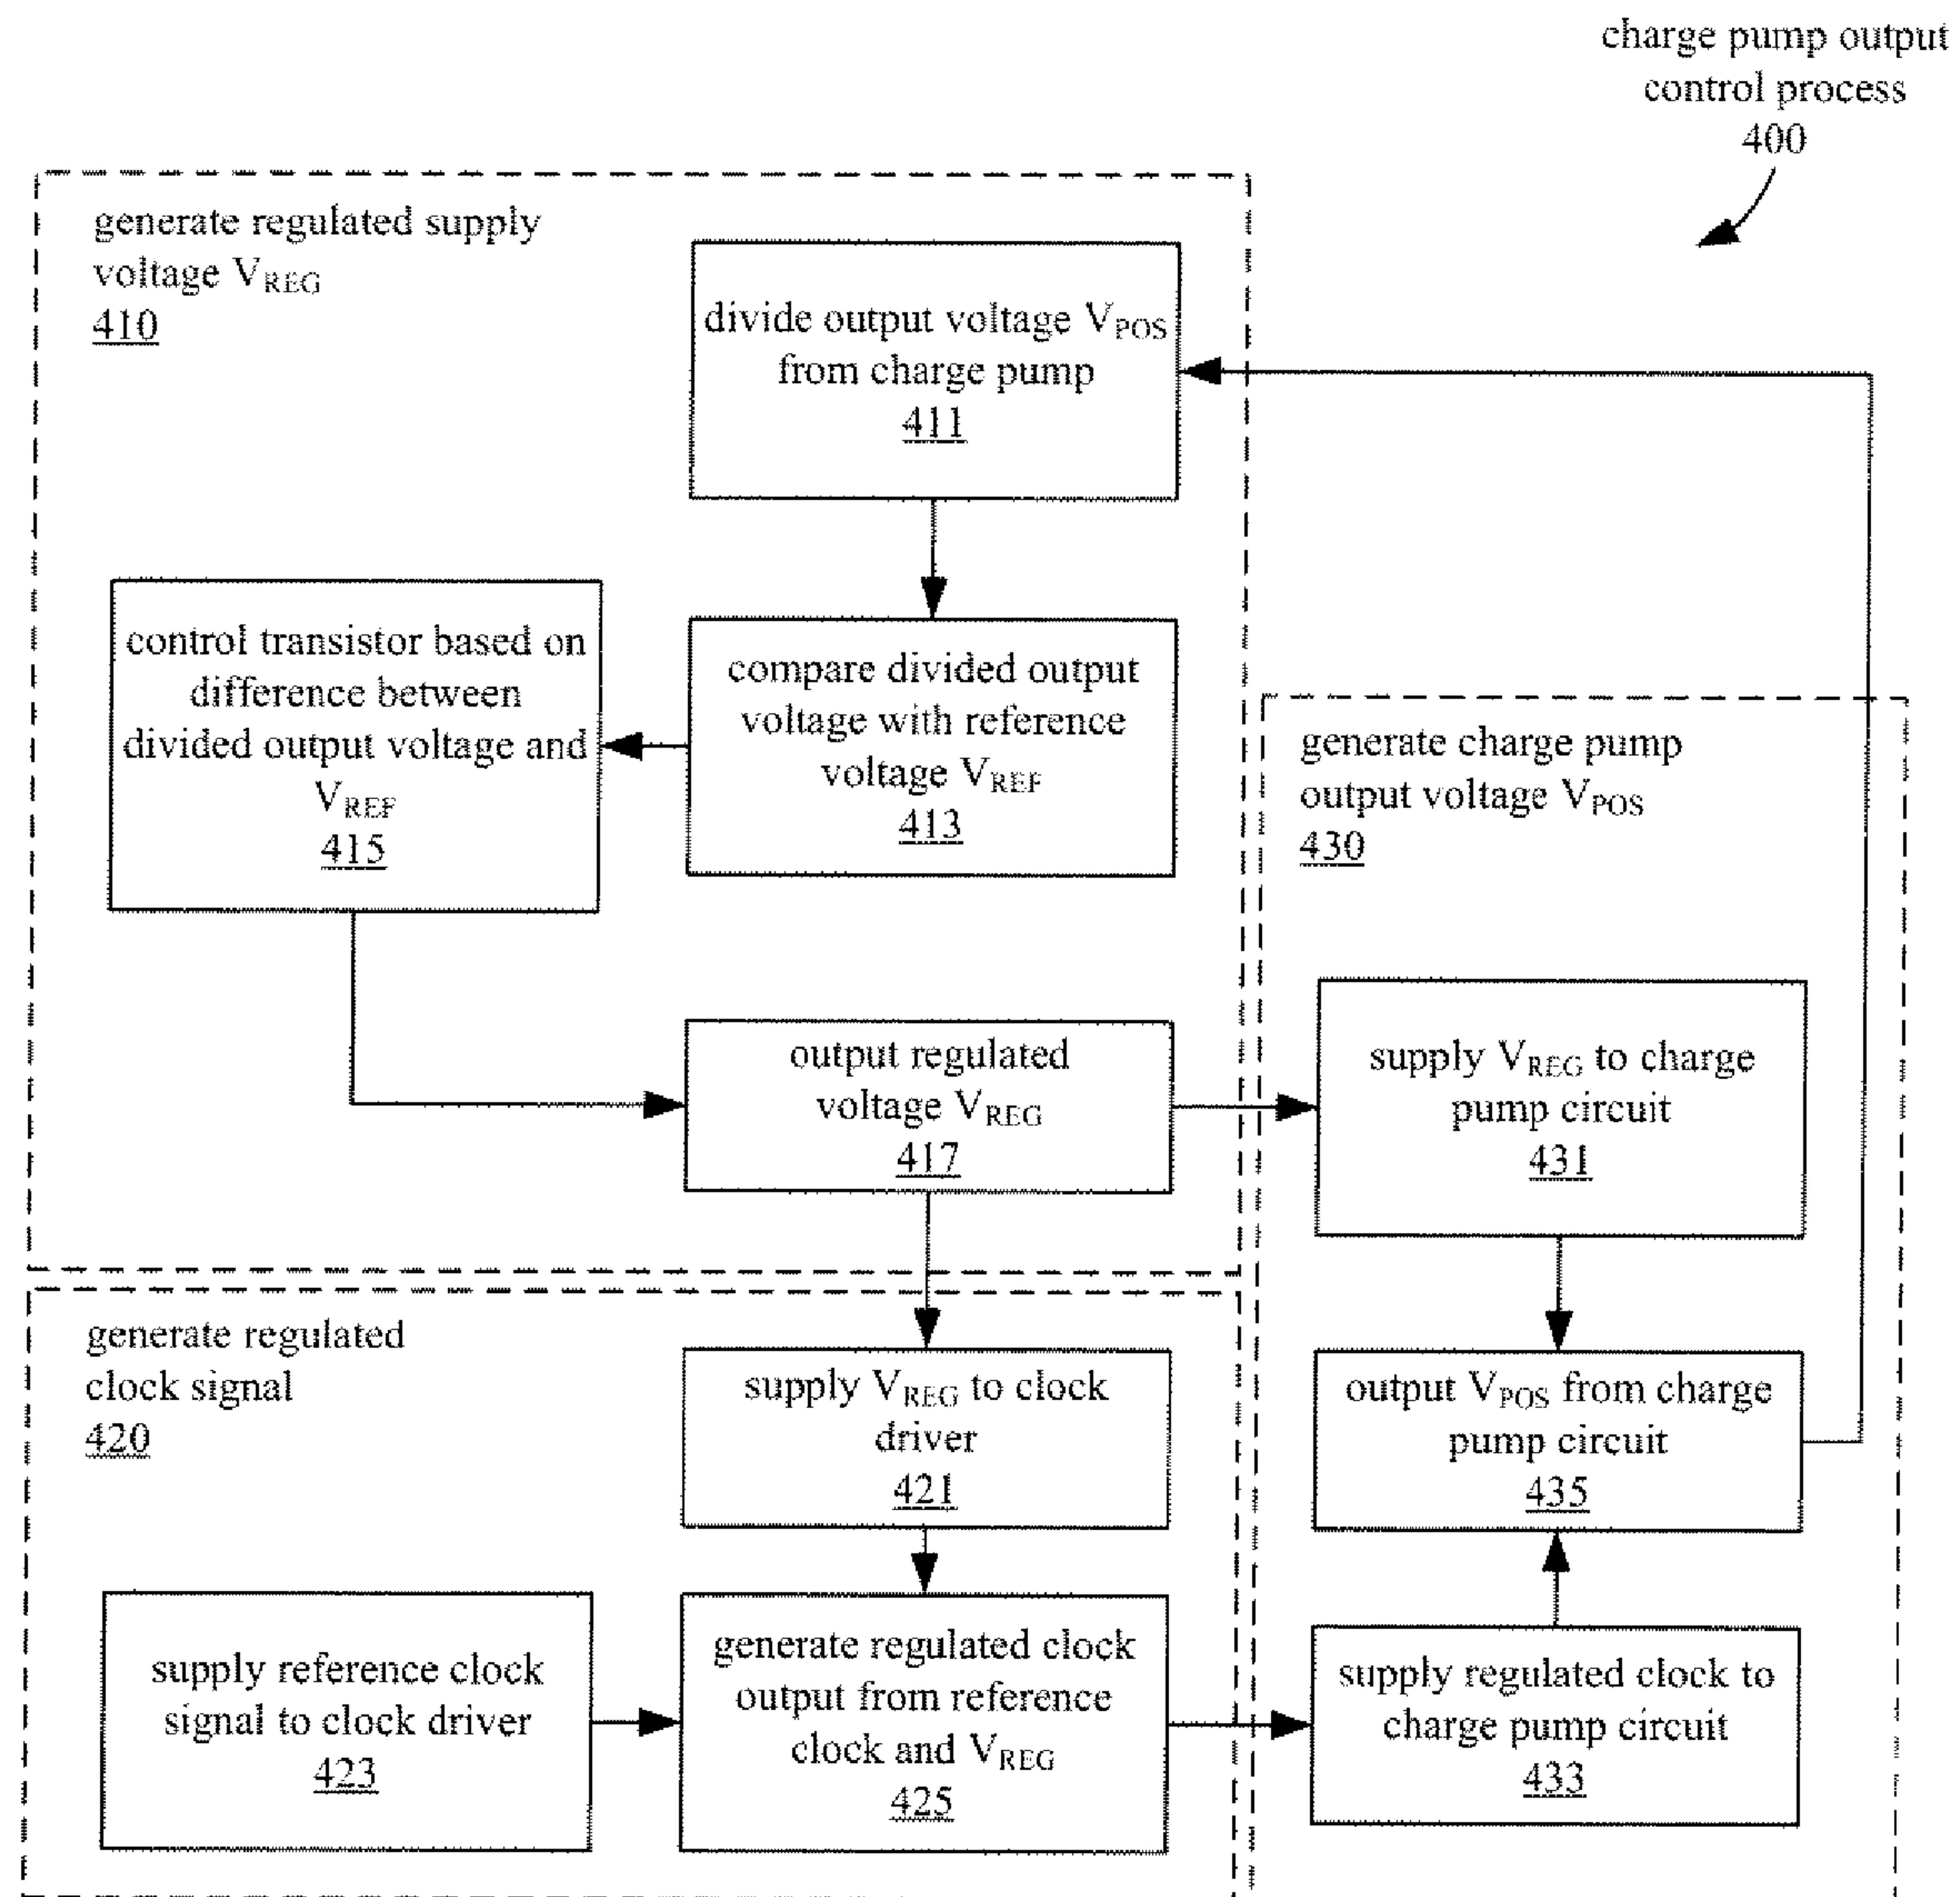 charge pump output
control process
400
generate regulated supply
voltage VREG
410
divide output voltage VPOS
from charge pump
411
control transistor based on
difference between
divided output voltage and
VREF
415
compare divided output
voltage with reference
voltage VREF
413
generate charge pump
output voltage VPOS
430
output regulated
voltage VREG
417
supply VREG to charge
pump circuit
431
generate regulated
clock signal
420
supply VREG to clock
driver
421
output VPOS from charge
pump circuit
435
supply reference clock
signal to clock driver
423
generate regulated clock
output from reference
clock and VREG
425
supply regulated clock to
charge pump circuit
433